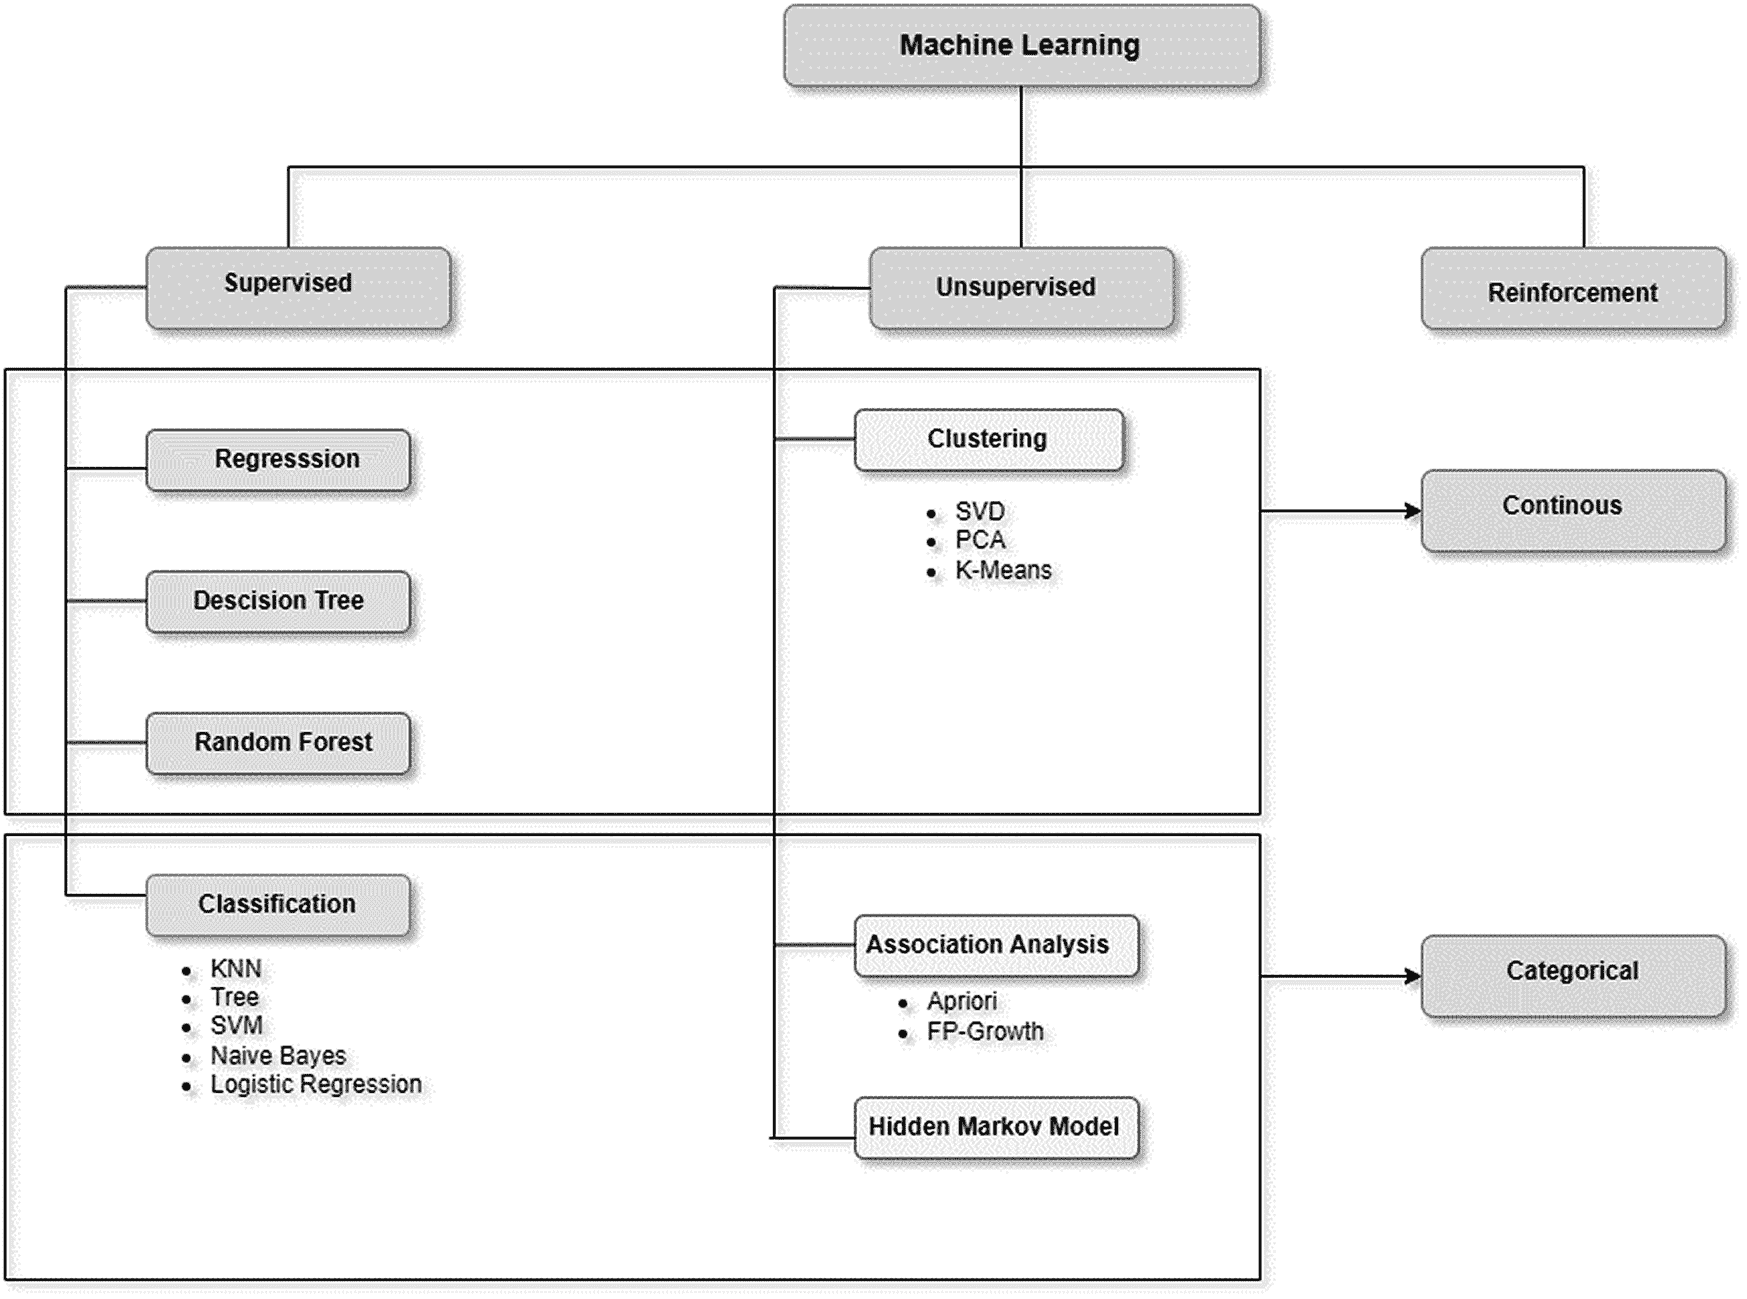 Machine Learning
Supervised
Unsupervised
Reinforcement
Regresssion
Descision Tree
Random Forest
Clustering
SVD
PCA
K-Means
Continous
Classification
KNN
Tree
SVM
Naive Bayes
Logistic Regression
Association Analysis
Apriori
FP-Growth
Hidden Markov Model
Categorical